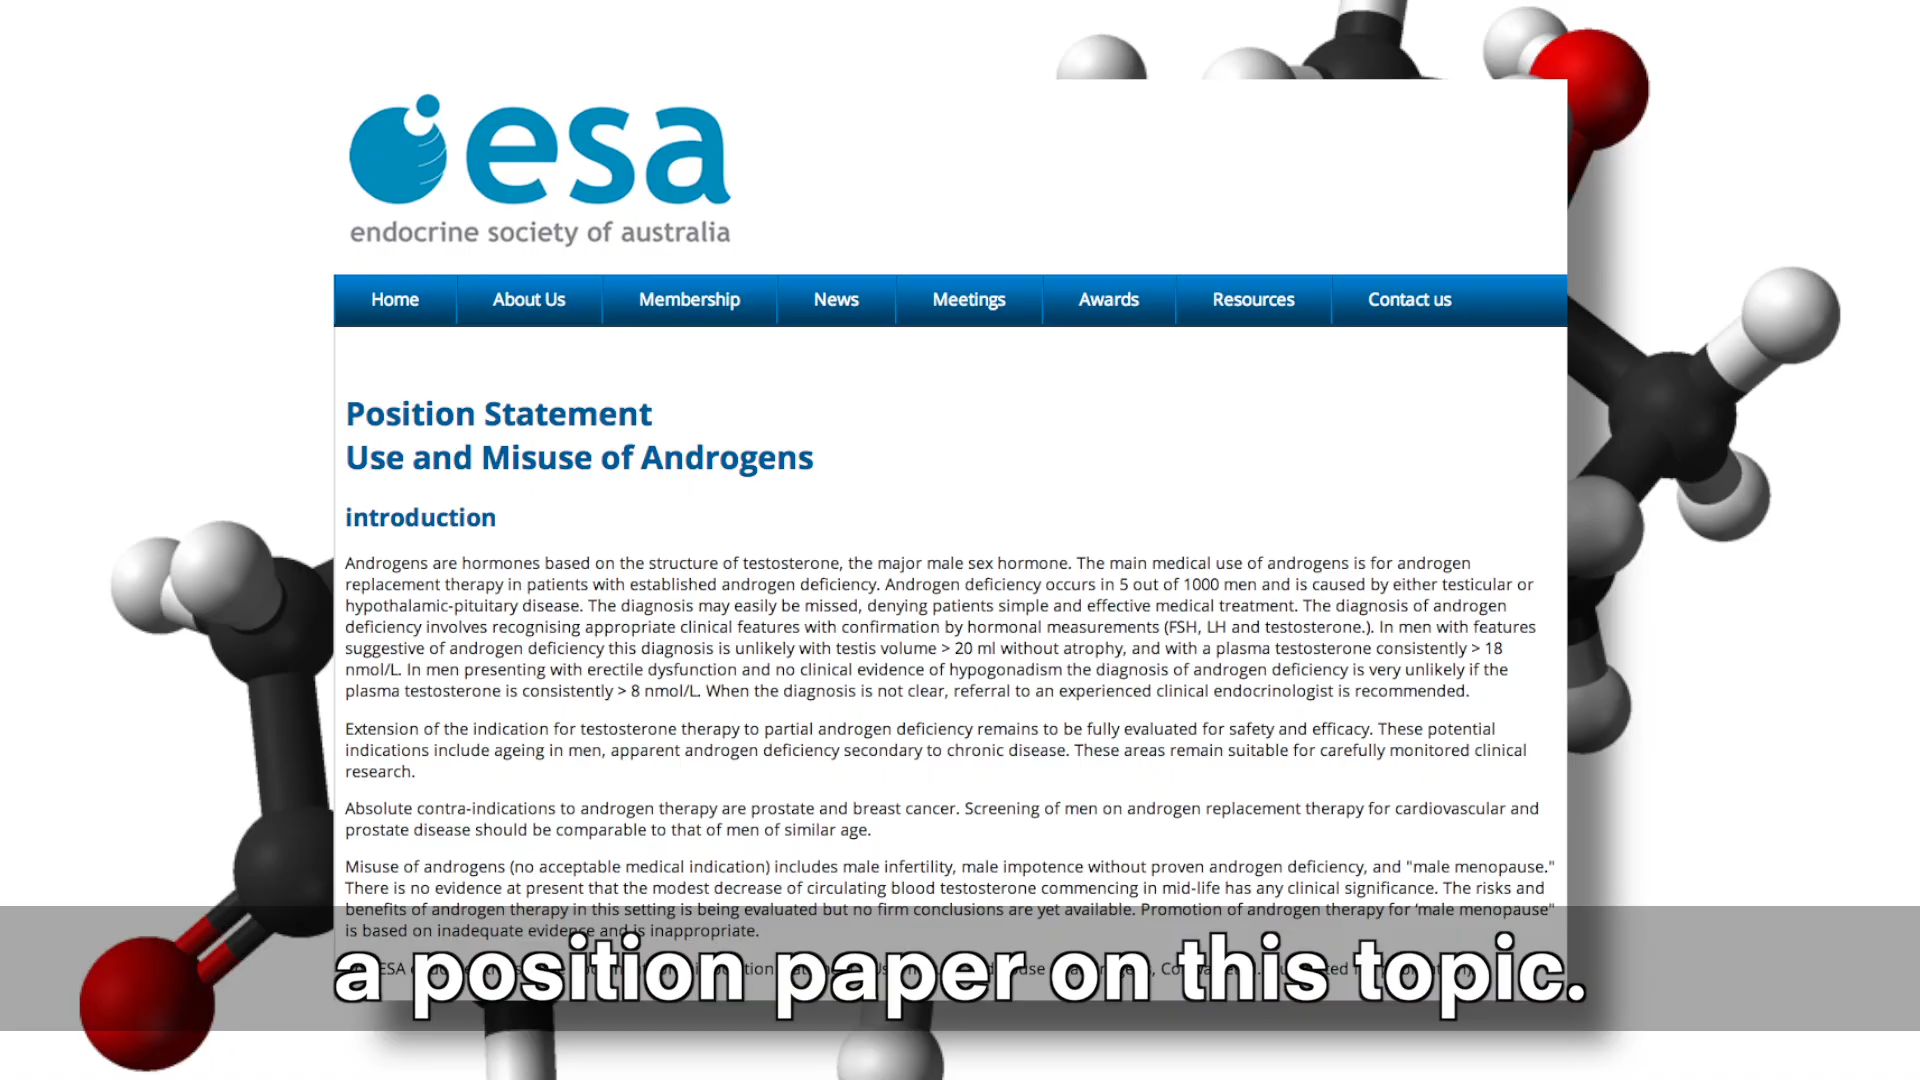 esa
endocrine society of australia
Home About Us Membership News Meetings Awards Resources Contact us
Position Statement
Use and Misuse of Androgens
introduction
Androgens are hormones based on the structure of testosterone, the major male sex hormone. The main medical use of androgens is for androgen
replacement therapy in patients with established androgen deficiency. Androgen deficiency occurs in 5 out of 1000 men and is caused by either testicular or
hypothalamic-pituitary disease. The diagnosis may easily be missed, denying patients simple and effective medical treatment. The diagnosis of androgen
deficiency involves recognising appropriate clinical features with confirmation by hormonal measurements (FSH, LH and testosterone.). In men with features
suggestive of androgen deficiency this diagnosis is unlikely with testis volume > 20 ml without atrophy, and with a plasma testosterone consistently > 18
nmol/L. In men presenting with erectile dysfunction and no clinical evidence of hypogonadism the diagnosis of androgen deficiency is very unlikely if the
plasma testosterone is consistently > 8 nmol/L. When the diagnosis is not clear, referral to an experienced clinical endocrinologist is recommended.
Extension of the indication for testosterone therapy to partial androgen deficiency remains to be fully evaluated for safety and efficacy. These potential
indications include ageing in men, apparent androgen deficiency secondary to chronic disease. These areas remain suitable for carefully monitored clinical
research.
Absolute contra-indications to androgen therapy are prostate and breast cancer. Screening of men on androgen replacement therapy for cardiovascular and
prostate disease should be comparable to that of men of similar age.
Misuse of androgens (no acceptable medical indication) includes male infertility, male impotence without proven androgen deficiency, and "male menopause."
There is no evidence at present that the modest decrease of circulating blood testosterone commencing in mid-life has any clinical significance. The risks and
benefits of androgen therapy in this setting is being evaluated but no firm conclusions are yet available. Promotion of androgen therapy for 'male menopause"
is based on inadequate evidence and is inappropriate.
ESA
a position paper on this topic.